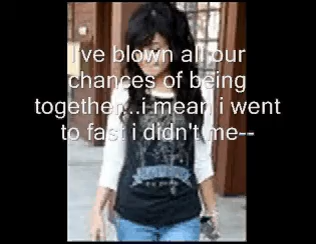 I've blown all our
chances of being
together...i mean i went
to fast i didn't me--